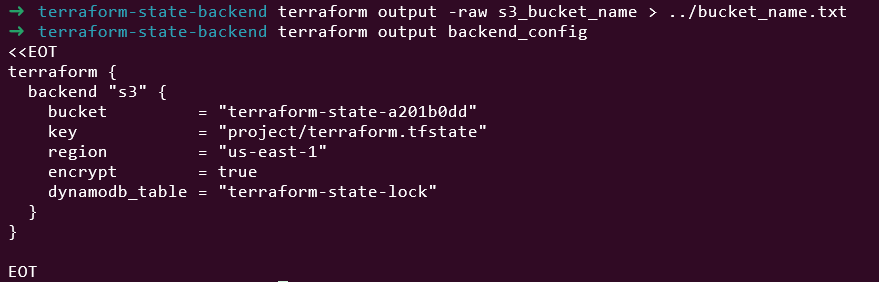 ➜ terraform-state-backend terraform output -raw s3_bucket_name > ../bucket_name.txt
➜ terraform-state-backend terraform output backend_config
<<EOT
terraform {
  backend "s3" {
    bucket         = "terraform-state-a201b0dd"
    key            = "project/terraform.tfstate"
    region         = "us-east-1"
    encrypt        = true
    dynamodb_table = "terraform-state-lock"
  }
}

EOT